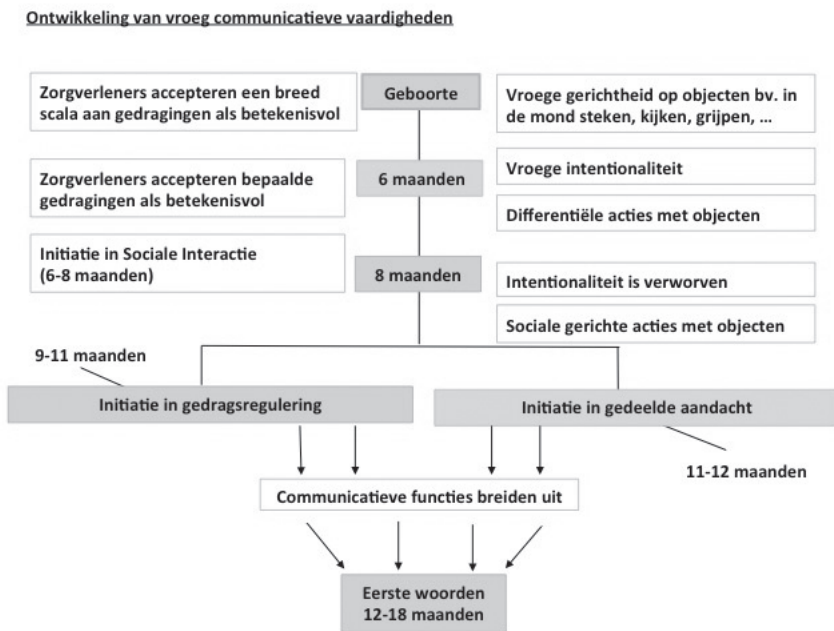 Ontwikkeling van vroeg communicatieve vaardigheden
Zorgverleners accepteren een breed
scala aan gedragingen als betekenisvol
Geboorte
Vroege gerichtheid op objecten bv. in
de mond steken, kijken, grijpen, ...
Zorgverleners accepteren bepaalde
gedragingen als betekenisvol
6 maanden
Vroege intentionaliteit
Differentiële acties met objecten
Initiatie in Sociale Interactie
(6-8 maanden)
8 maanden
Intentionaliteit is verworven
Sociale gerichte acties met objecten
9-11 maanden
Initiatie in gedragsregulering
Initiatie in gedeelde aandacht
11-12 maanden
Communicatieve functies breiden uit
Eerste woorden
12-18 maanden